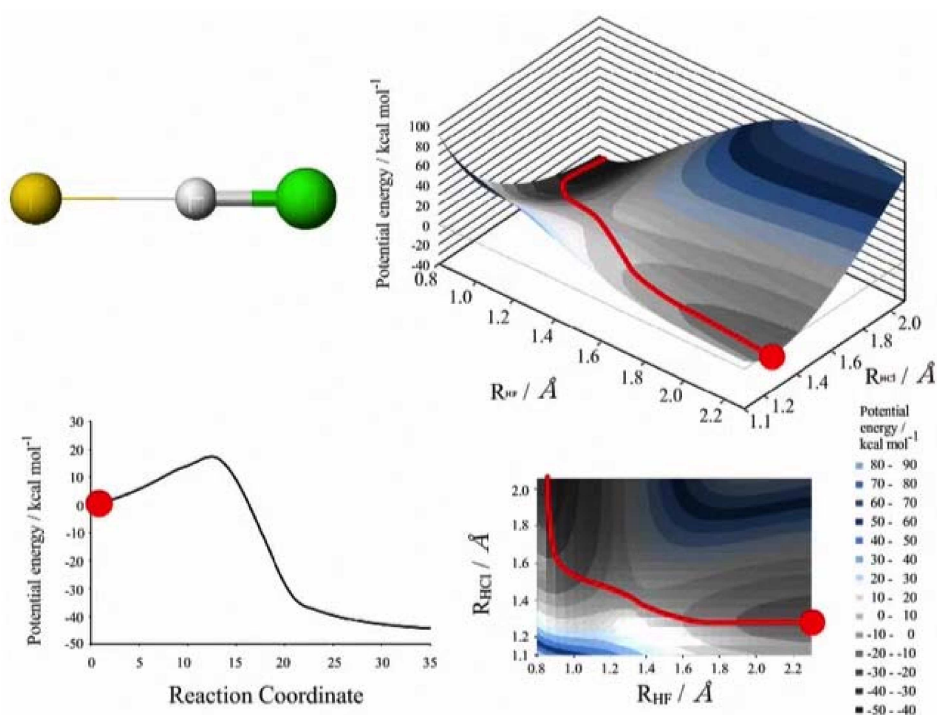 Potential energy / kcal mol⁻¹
100
80
60
40
20
0
-20
-40
0.8
1.0
1.2
1.4
1.6
1.8
2.0
2.2
R HF / Å
1.1
1.2
1.4
1.6
1.8
2.0
R HCl / Å
Potential energy / kcal mol⁻¹
30
20
10
0
-10
-20
-30
-40
-50
0 5 10 15 20 25 30 35
Reaction Coordinate
R HCl / Å
2.0
1.8
1.6
1.4
1.2
1.1
0.8 1.0 1.2 1.4 1.6 1.8 2.0 2.2
R HF / Å
Potential
energy /
kcal mol⁻¹
80 - 90
70 - 80
60 - 70
50 - 60
40 - 50
30 - 40
20 - 30
10 - 20
0 - 10
-10 - 0
-20 - -10
-30 - -20
-40 - -30
-50 - -40